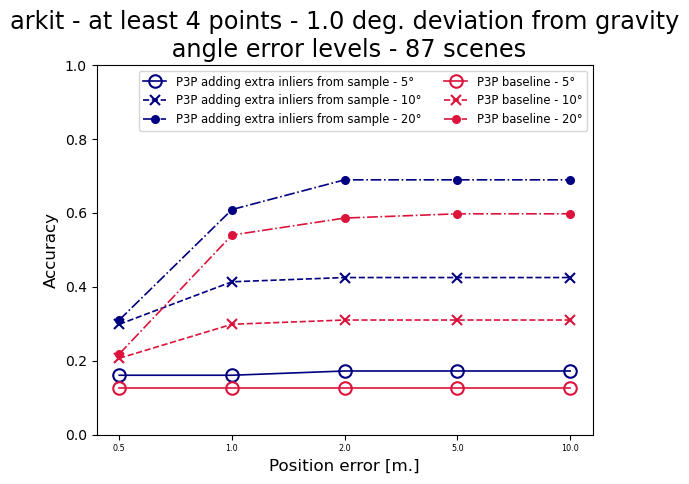 arkit - at least 4 points - 1.0 deg. deviation from gravity
angle error levels - 87 scenes
P3P adding extra inliers from sample - 5°
P3P adding extra inliers from sample - 10°
P3P adding extra inliers from sample - 20°
P3P baseline - 5°
P3P baseline - 10°
P3P baseline - 20°
Accuracy
1.0
0.8
0.6
0.4
0.2
0.0
0.5 1.0 2.0 5.0 10.0
Position error [m.]